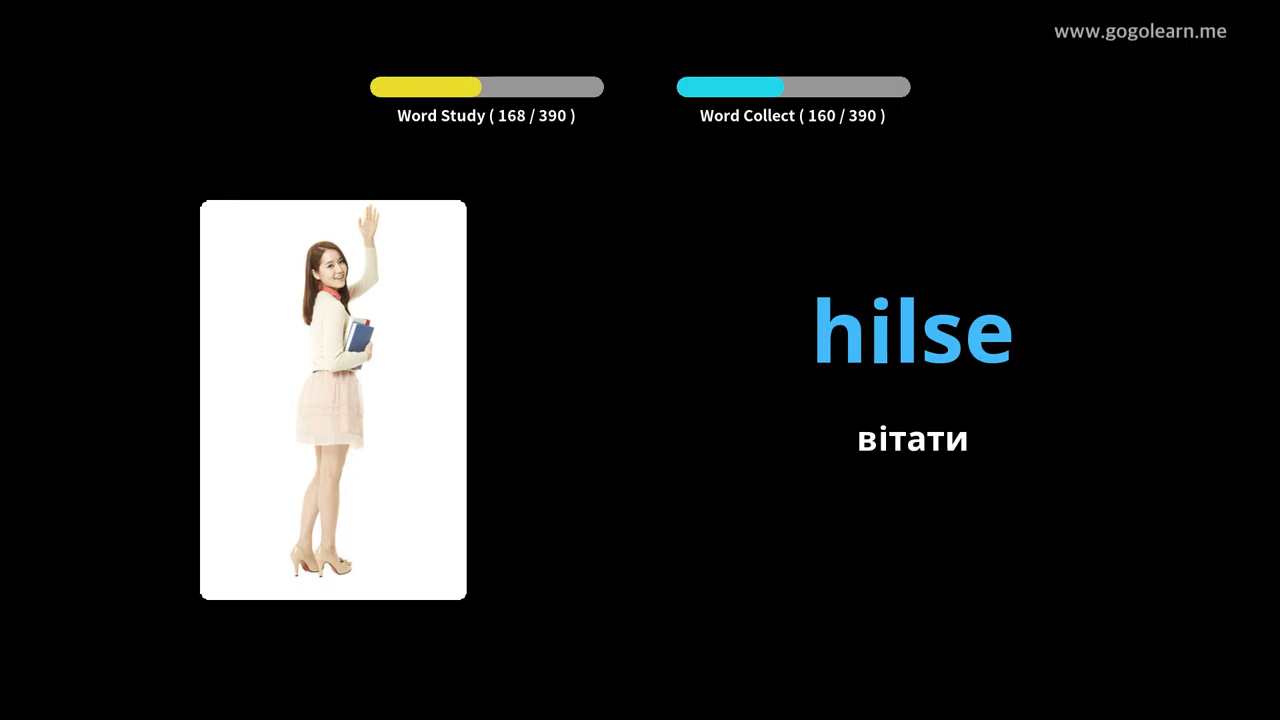 www.gogolearn.me
Word Study ( 168 / 390 )
Word Collect ( 160 / 390 )
hilse
вітати